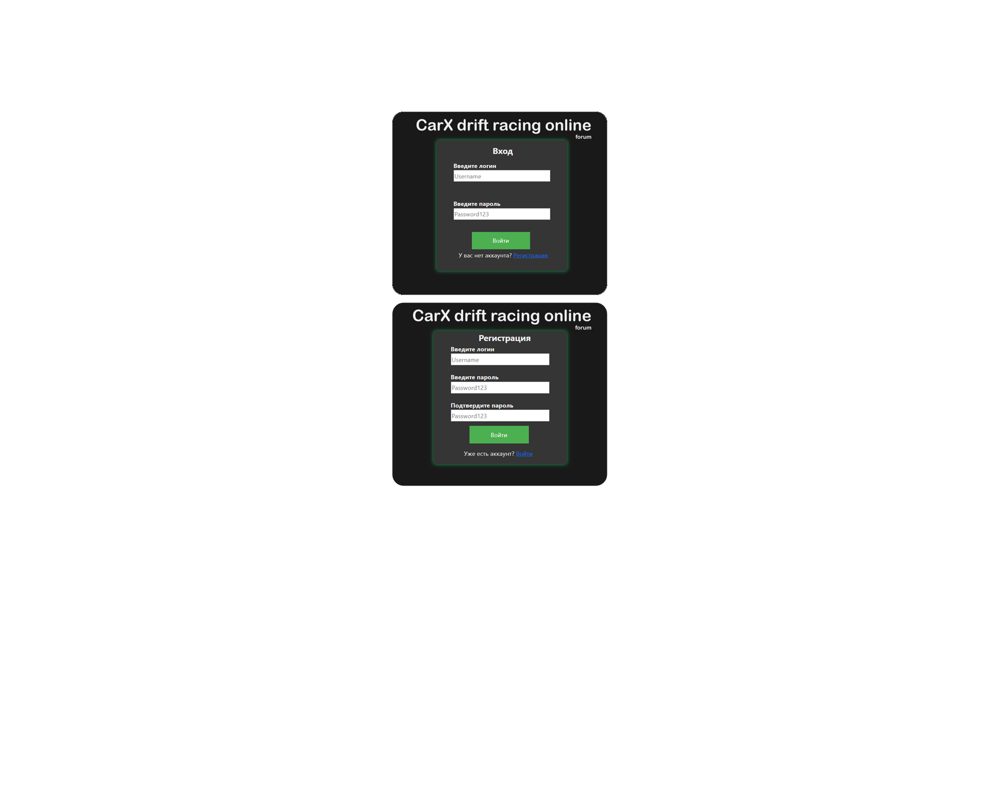 CarX drift racing online
forum
Вход
Введите логин
Username
Введите пароль
Password123
Войти
У вас нет аккаунта? Регистрация
CarX drift racing online
forum
Регистрация
Введите логин
Username
Введите пароль
Password123
Подтвердите пароль
Password123
Войти
Уже есть аккаунт? Войти